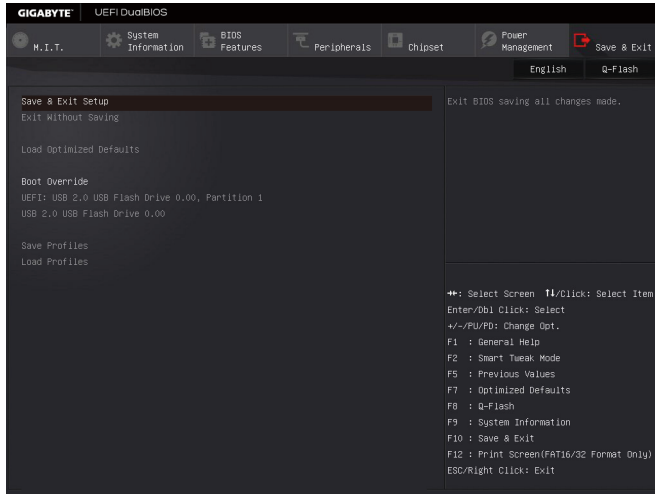 GIGABYTE™ UEFI DualBIOS
M.I.T.
System Information
BIOS Features
Peripherals
Chipset
Power Management
Save & Exit
English
Q-Flash
Save & Exit Setup
Exit Without Saving
Load Optimized Defaults
Boot Override
UEFI: USB 2.0 USB Flash Drive 0.00, Partition 1
USB 2.0 USB Flash Drive 0.00
Save Profiles
Load Profiles
Exit BIOS saving all changes made.
→←: Select Screen ↑↓/Click: Select Item
Enter/Dbl Click: Select
+/-/PU/PD: Change Opt.
F1 : General Help
F2 : Smart Tweak Mode
F5 : Previous Values
F7 : Optimized Defaults
F8 : Q-Flash
F9 : System Information
F10 : Save & Exit
F12 : Print Screen(FAT16/32 Format Only)
ESC/Right Click: Exit